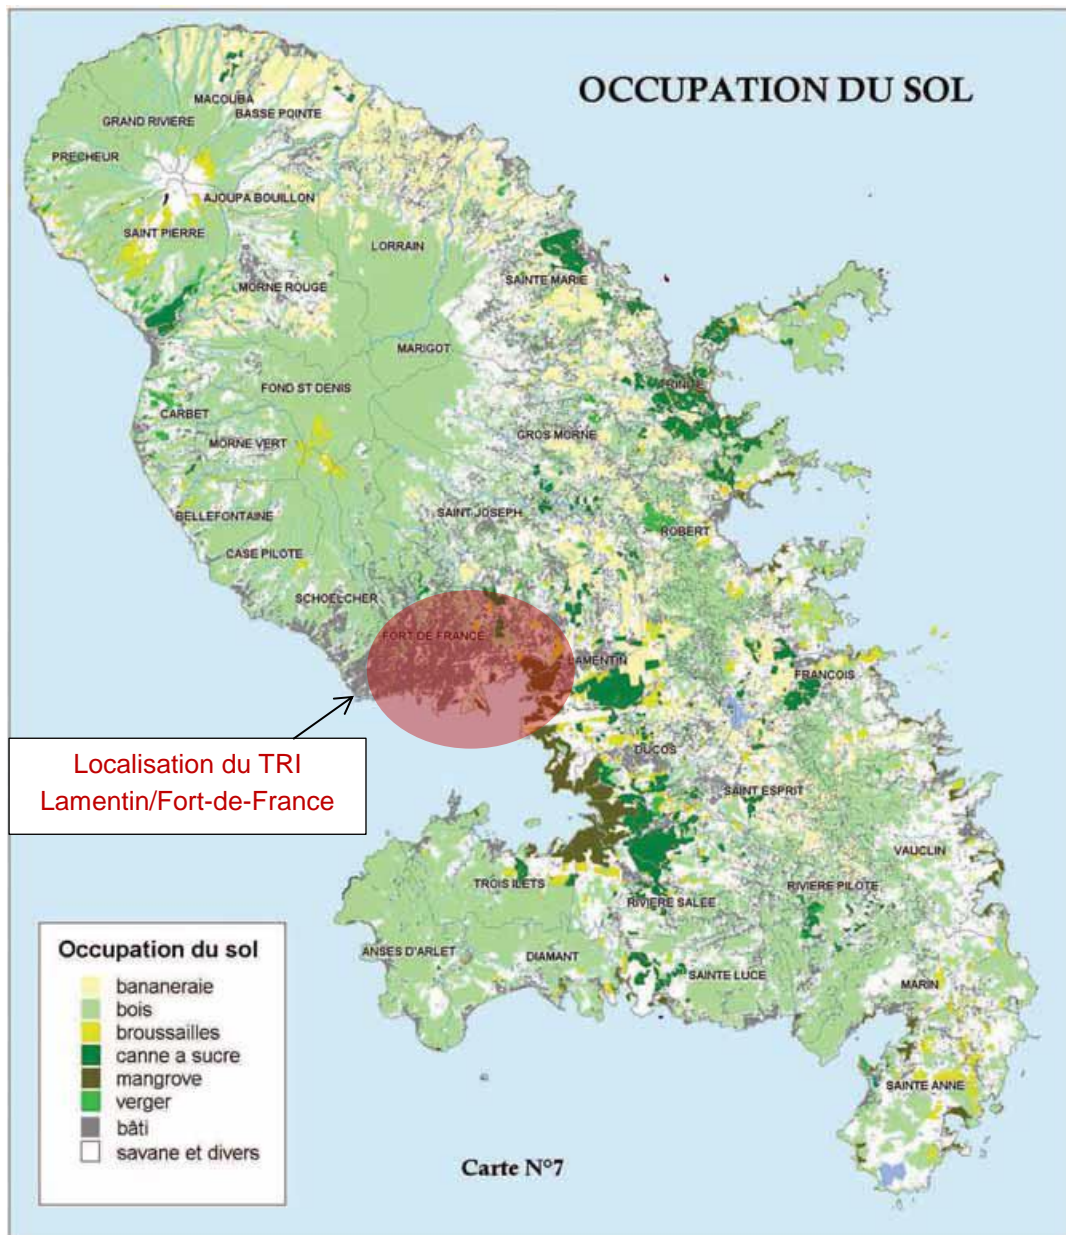 OCCUPATION DU SOL
MACOUBA
GRAND RIVIERE
BASSE POINTE
PRECHEUR
AJOUPA BOUILLON
SAINT PIERRE
LORRAIN
SAINTE MARIE
MORNE ROUGE
MARIGOT
FOND ST DENIS
TRINITE
CARBET
GROS MORNE
MORNE VERT
SAINT JOSEPH
BELLEFONTAINE
ROBERT
CASE PILOTE
SCHOELCHER
FORT DE FRANCE
LAMENTIN
FRANCOIS
Localisation du TRI
Lamentin/Fort-de-France
DUCOS
SAINT ESPRIT
VAUCLIN
TROIS ILETS
RIVIERE PILOTE
RIVIERE SALEE
ANSES D'ARLET
DIAMANT
SAINTE LUCE
MARIN
SAINTE ANNE
Occupation du sol
bananeraie
bois
broussailles
canne a sucre
mangrove
verger
bâti
savane et divers
Carte N°7